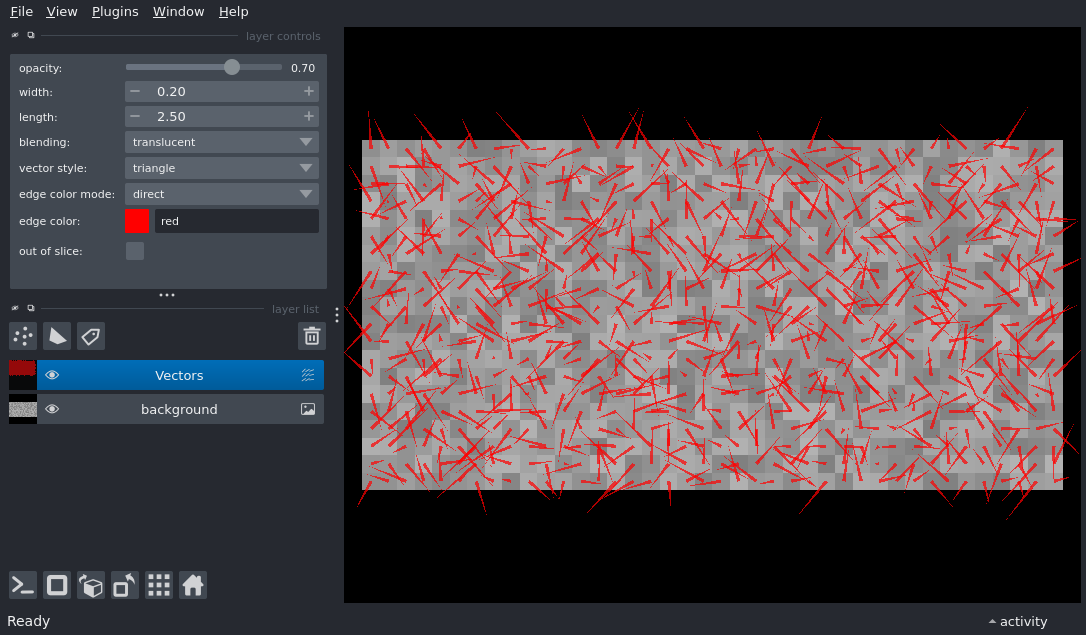 File View Plugins Window Help
layer controls
opacity: 0.70
width: 0.20
length: 2.50
blending: translucent
vector style: triangle
edge color mode: direct
edge color: red
out of slice:
layer list
Vectors
background
Ready
activity